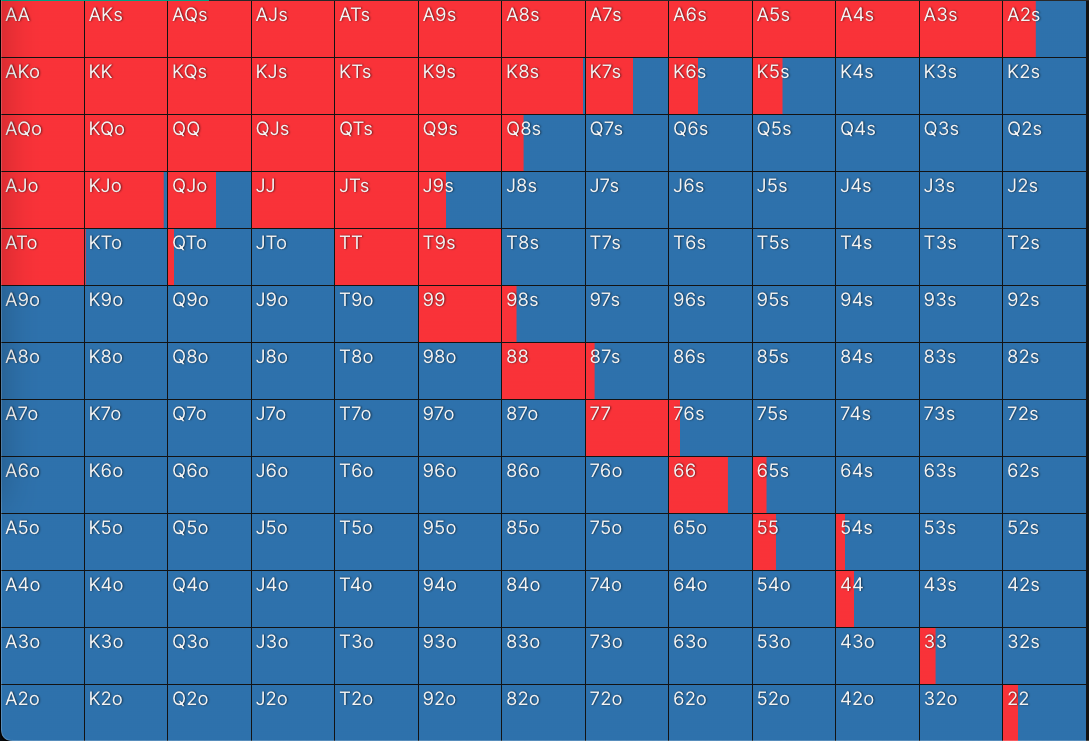 AA AKs AQs AJs ATs A9s A8s A7s A6s A5s A4s A3s A2s
AKo KK KQs KJs KTs K9s K8s K7s K6s K5s K4s K3s K2s
AQo KQo QQ QJs QTs Q9s Q8s Q7s Q6s Q5s Q4s Q3s Q2s
AJo KJo QJo JJ JTs J9s J8s J7s J6s J5s J4s J3s J2s
ATo KTo QTo JTo TT T9s T8s T7s T6s T5s T4s T3s T2s
A9o K9o Q9o J9o T9o 99 98s 97s 96s 95s 94s 93s 92s
A8o K8o Q8o J8o T8o 98o 88 87s 86s 85s 84s 83s 82s
A7o K7o Q7o J7o T7o 97o 87o 77 76s 75s 74s 73s 72s
A6o K6o Q6o J6o T6o 96o 86o 76o 66 65s 64s 63s 62s
A5o K5o Q5o J5o T5o 95o 85o 75o 65o 55 54s 53s 52s
A4o K4o Q4o J4o T4o 94o 84o 74o 64o 54o 44 43s 42s
A3o K3o Q3o J3o T3o 93o 83o 73o 63o 53o 43o 33 32s
A2o K2o Q2o J2o T2o 92o 82o 72o 62o 52o 42o 32o 22